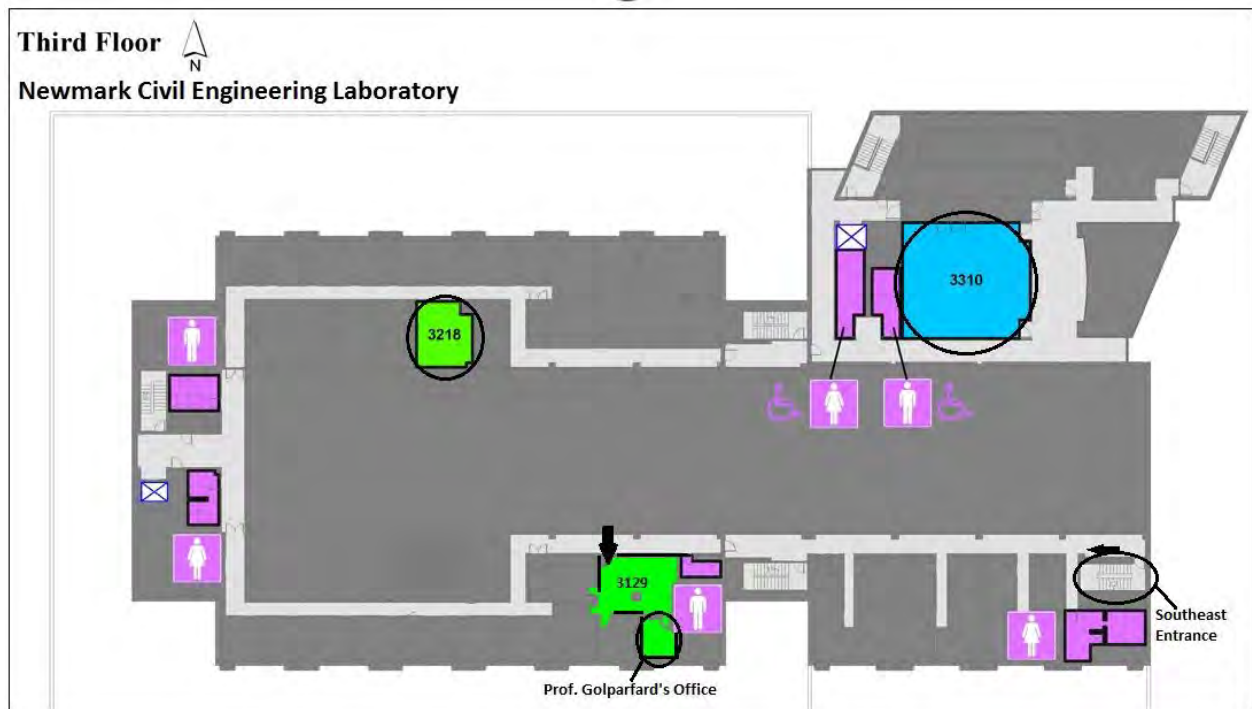 Third Floor
N
Newmark Civil Engineering Laboratory
3310
3218
3129
Southeast
Entrance
Prof. Golparfard's Office